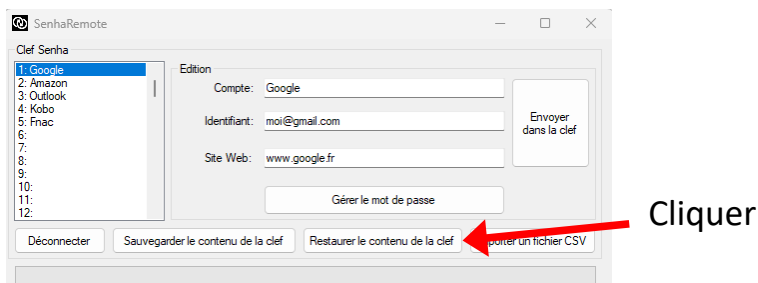 SenhaRemote
Clef Senha
1: Google
2: Amazon
3: Outlook
4: Kobo
5: Fnac
6:
7:
8:
9:
10:
11:
12:
Edition
Compte: Google
Identifiant: moi@gmail.com
Site Web: www.google.fr
Envoyer
dans la clef
Gérer le mot de passe
Déconnecter Sauvegarder le contenu de la clef Restaurer le contenu de la clef un fichier CSV
Cliquer